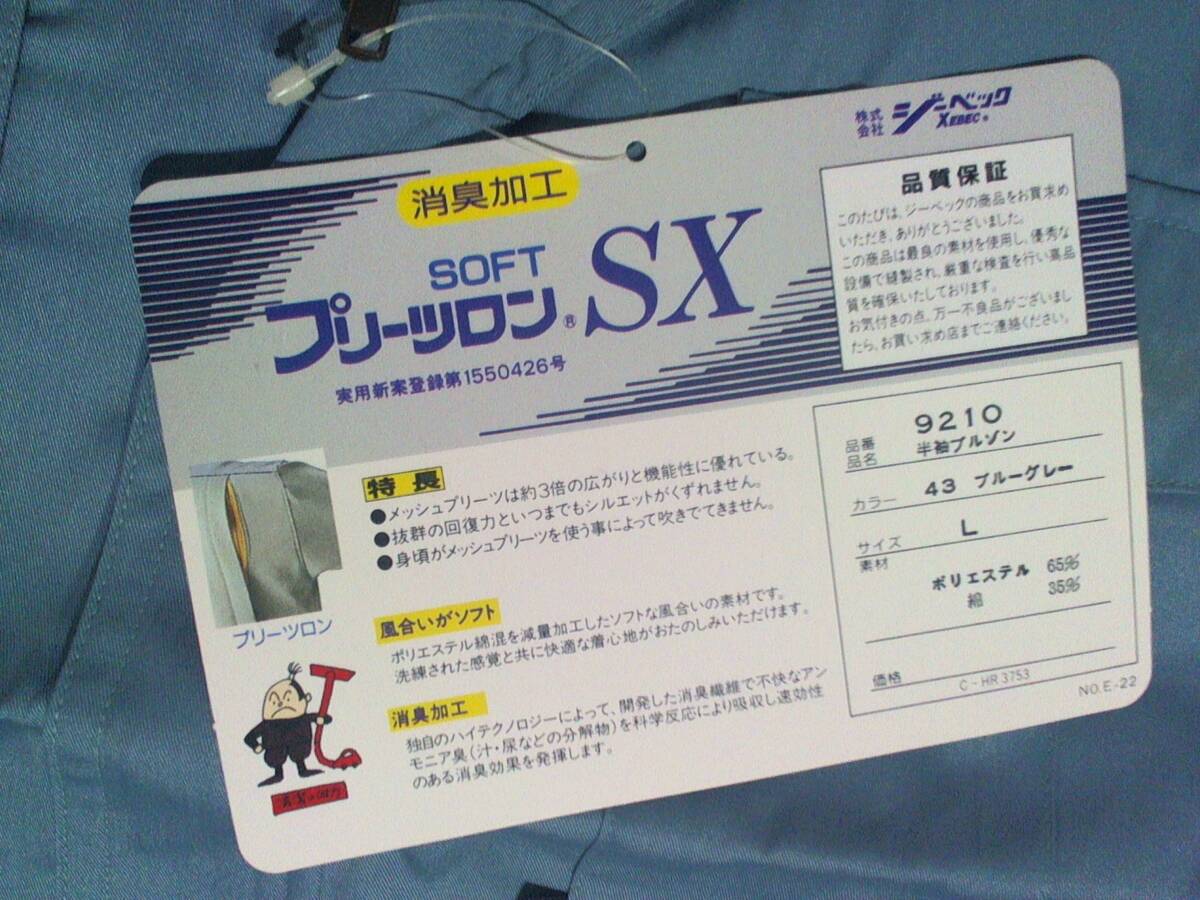 株式
会社
ジーベック
XEBEC®
消臭加工
SOFT
プリーツロン® SX
実用新案登録第1550426号
品質保証
このたびは、ジーベックの商品をお買求め
いただき、ありがとうございました。
この商品は最良の素材を使用し、優秀な
設備で縫製され、厳重な検査を行い高品
質を確保いたしております。
お気付きの点、万一不良品がございまし
たら、お買い求め店までご連絡ください。
特長
●メッシュプリーツは約3倍の広がりと機能性に優れている。
●抜群の回復力といつまでもシルエットがくずれません。
●身頃がメッシュプリーツを使う事によって吹きでてきません。
プリーツロン
風合いがソフト
ポリエステル綿混を減量加工したソフトな風合いの素材です。
洗練された感覚と共に快適な着心地がおたのしみいただけます。
消臭加工
独自のハイテクノロジーによって、開発した消臭繊維で不快なアン
モニア臭(汁・尿などの分解物)を科学反応により吸収し速効性
のある消臭効果を発揮します。
品番 9210
品名 半袖ブルゾン
カラー 43 ブルーグレー
サイズ L
素材
ポリエステル 65%
綿 35%
価格
C-HR3753
NO.E-22